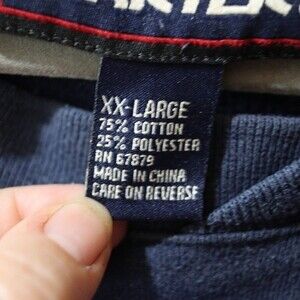 XX-LARGE
75% COTTON
25% POLYESTER
RN 67879
MADE IN CHINA
CARE ON REVERSE